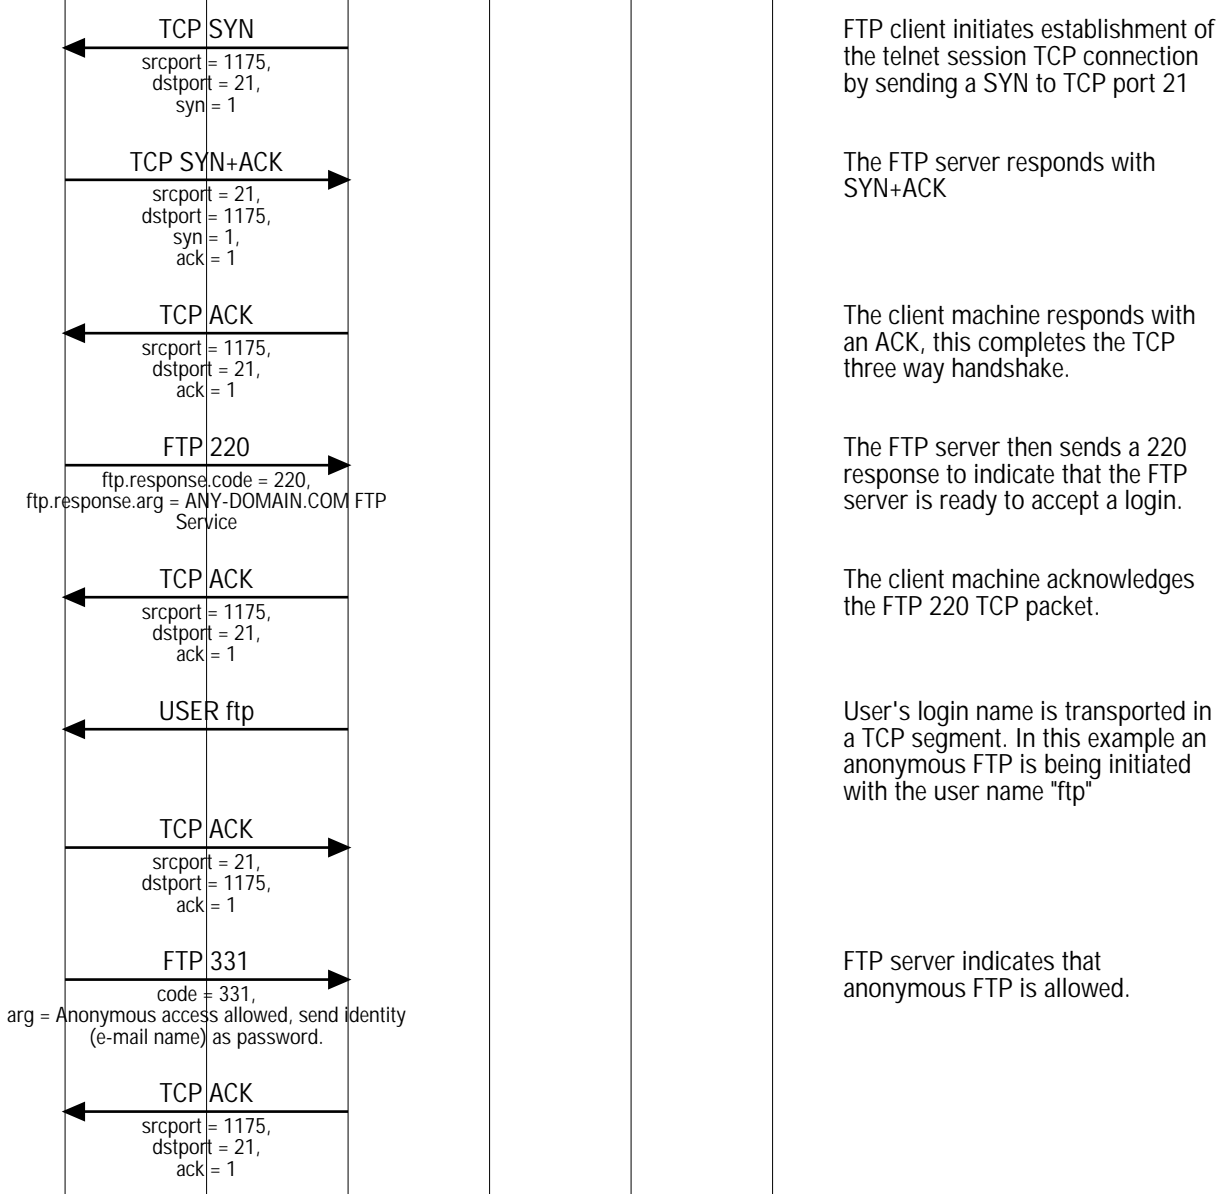 TCP SYN
srcport = 1175,
dstport = 21,
syn = 1
FTP client initiates establishment of
the telnet session TCP connection
by sending a SYN to TCP port 21
TCP SYN+ACK
srcport = 21,
dstport = 1175,
syn = 1,
ack = 1
The FTP server responds with
SYN+ACK
TCP ACK
srcport = 1175,
dstport = 21,
ack = 1
The client machine responds with
an ACK, this completes the TCP
three way handshake.
FTP 220
ftp.response.code = 220,
ftp.response.arg = ANY-DOMAIN.COM FTP
Service
The FTP server then sends a 220
response to indicate that the FTP
server is ready to accept a login.
TCP ACK
srcport = 1175,
dstport = 21,
ack = 1
The client machine acknowledges
the FTP 220 TCP packet.
USER ftp
User's login name is transported in
a TCP segment. In this example an
anonymous FTP is being initiated
with the user name "ftp"
TCP ACK
srcport = 21,
dstport = 1175,
ack = 1
FTP 331
code = 331,
arg = Anonymous access allowed, send identity
(e-mail name) as password.
FTP server indicates that
anonymous FTP is allowed.
TCP ACK
srcport = 1175,
dstport = 21,
ack = 1